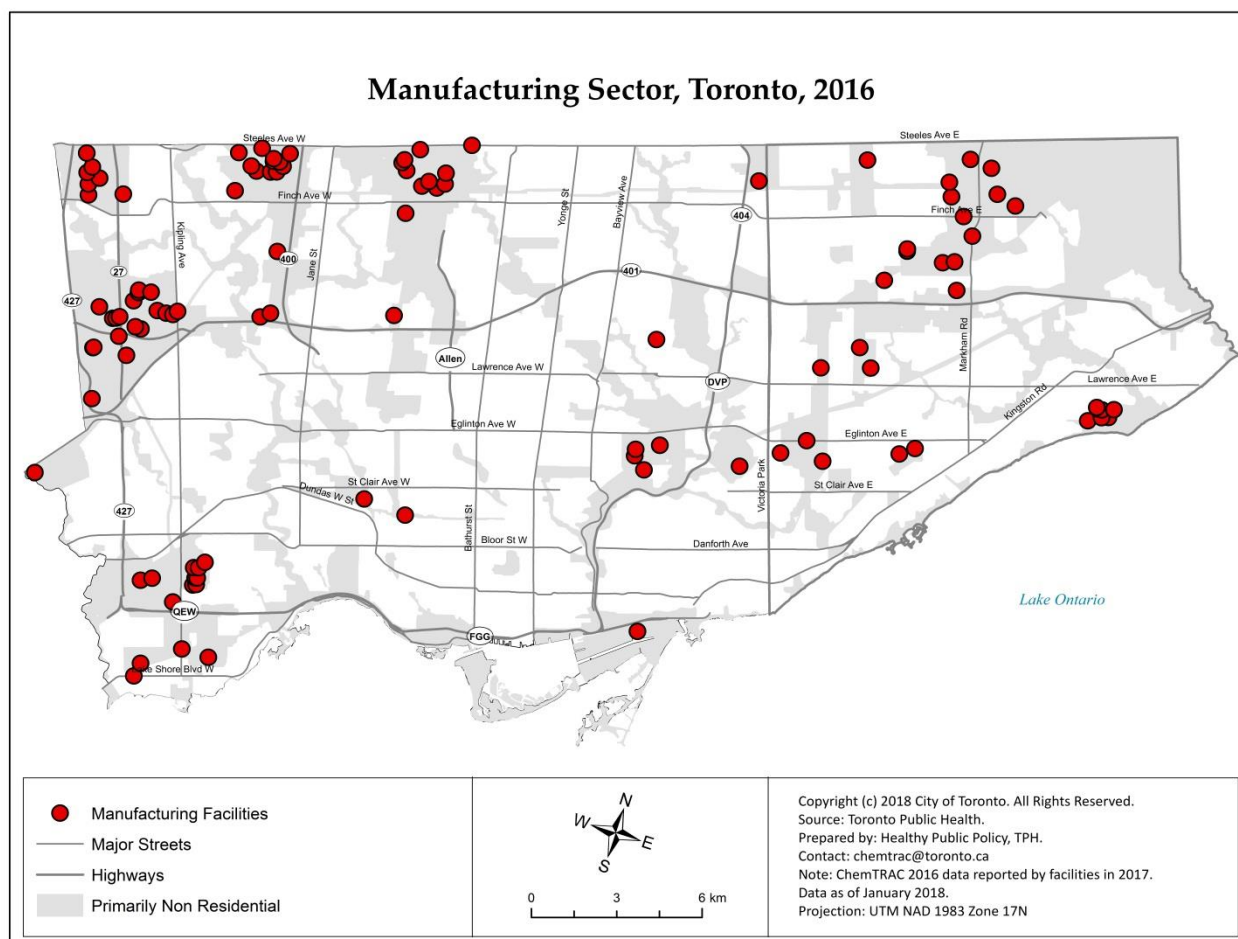 Manufacturing Sector, Toronto, 2016
Steeles Ave W
Steeles Ave E
Finch Ave W
Finch Ave E
Kipling Ave
Jane St
Yonge St
Bayview Ave
404
400
401
27
427
Allen
DVP
Markham Rd
Lawrence Ave W
Lawrence Ave E
Kingston Rd
Eglinton Ave W
Eglinton Ave E
St Clair Ave W
St Clair Ave E
Dundas W St
Victoria Park
Bathurst St
427
Bloor St W
Danforth Ave
Lake Ontario
QEW
FGG
Shore Blvd W
Manufacturing Facilities
Major Streets
Highways
Primarily Non Residential
N
W
E
S
0 3 6 km
Copyright (c) 2018 City of Toronto. All Rights Reserved.
Source: Toronto Public Health.
Prepared by: Healthy Public Policy, TPH.
Contact: chemtrac@toronto.ca
Note: ChemTRAC 2016 data reported by facilities in 2017.
Data as of January 2018.
Projection: UTM NAD 1983 Zone 17N